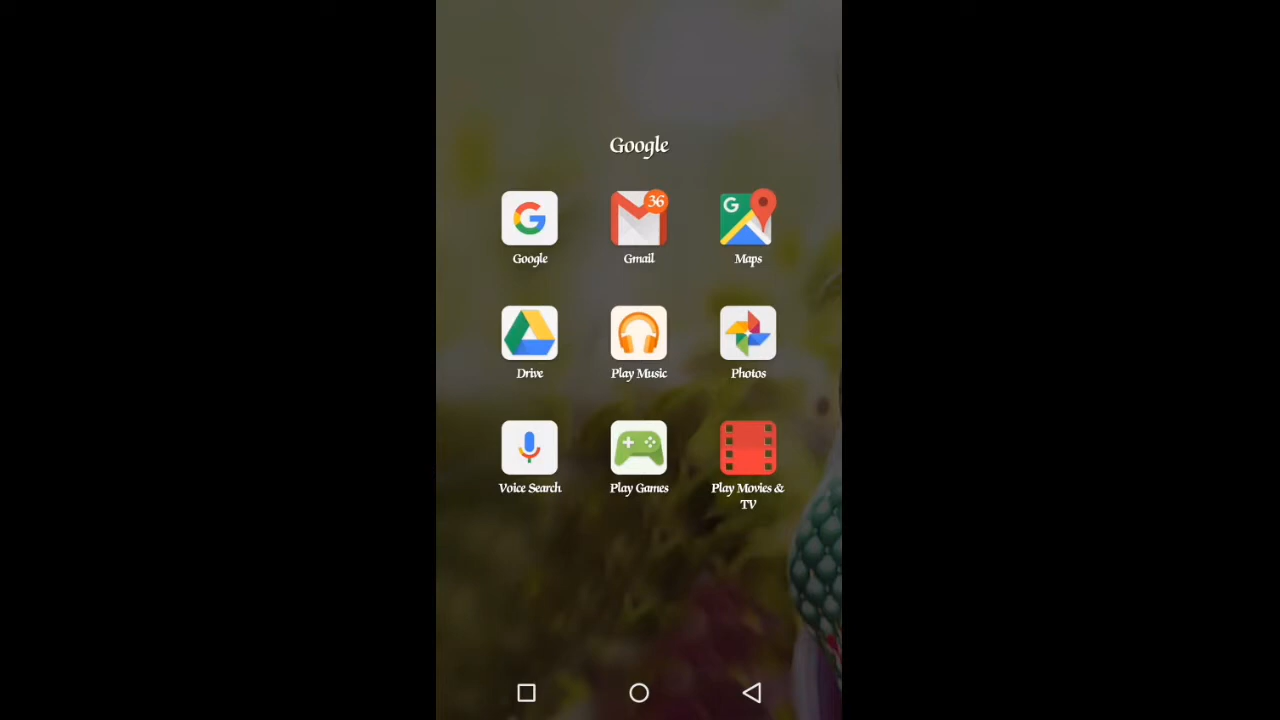 Google
36
G
Google
Gmail
Maps
Drive
Play Music
Photos
Voice Search
Play Games
Play Movies &
TV